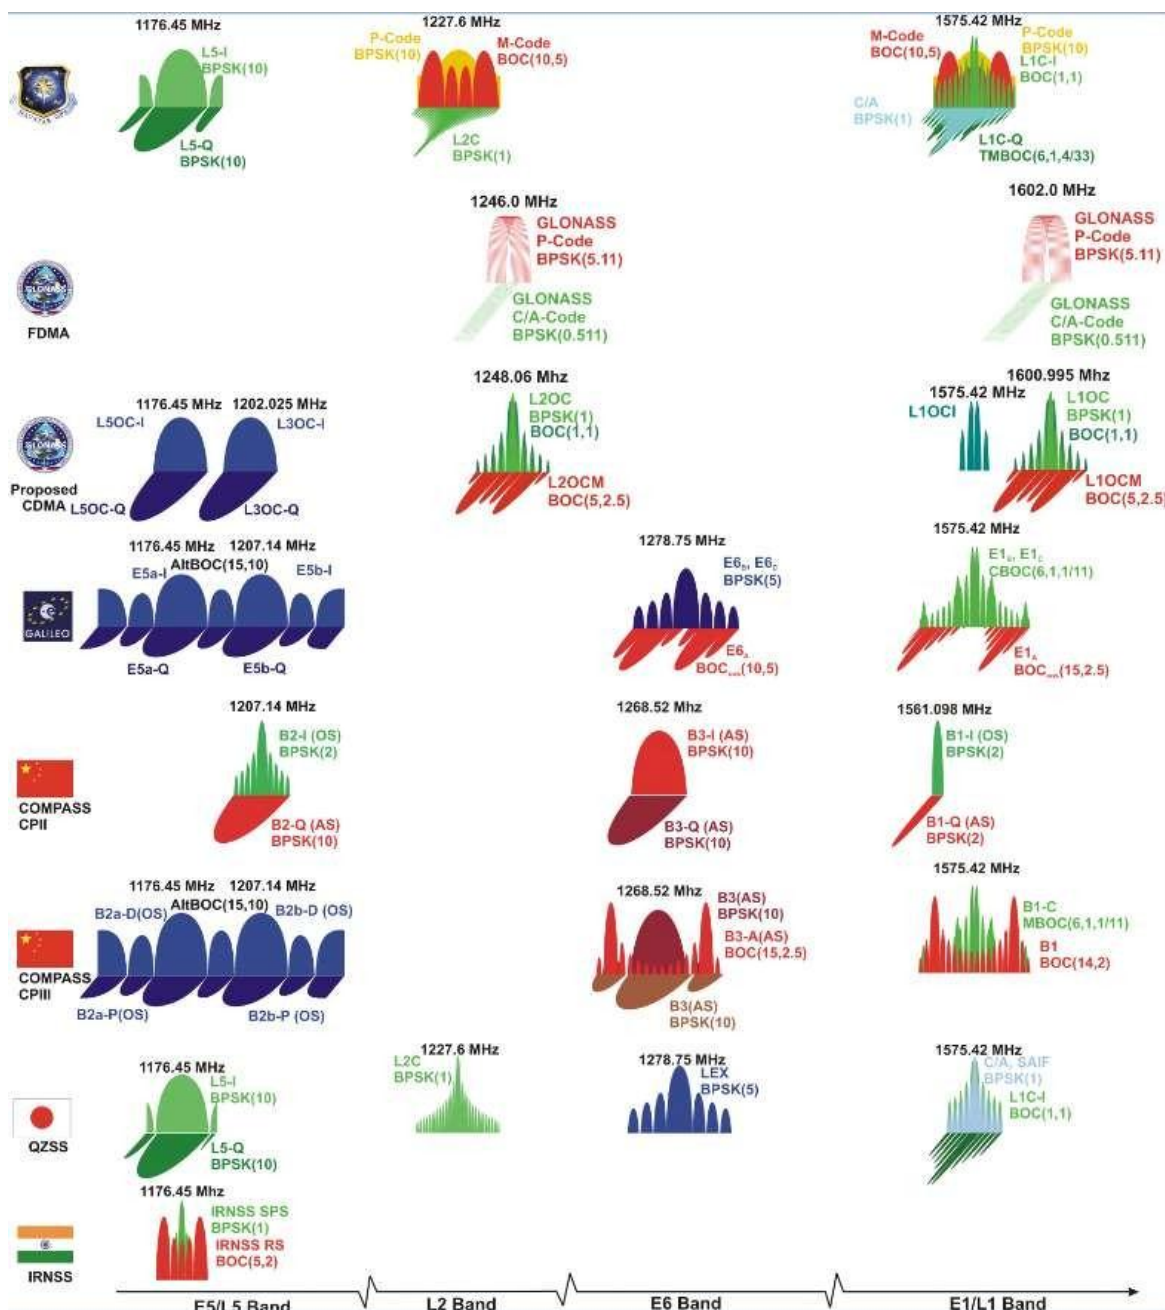 1176.45 MHz
L5-I
BPSK(10)
L5-Q
BPSK(10)
1227.6 MHz
P-Code
BPSK(10)
M-Code
BOC(10,5)
L2C
BPSK(1)
1575.42 MHz
M-Code
BOC(10,5)
P-Code
BPSK(10)
L1C-I
BOC(1,1)
C/A
BPSK(1)
L1C-Q
TMBOC(6,1,4/33)
GLONASS
FDMA
1246.0 MHz
GLONASS
P-Code
BPSK(5.11)
GLONASS
C/A-Code
BPSK(0.511)
1602.0 MHz
GLONASS
P-Code
BPSK(5.11)
GLONASS
C/A-Code
BPSK(0.511)
GLONASS
Proposed
CDMA
1176.45 MHz
1202.025 MHz
L5OC-I
L3OC-I
L5OC-Q
L3OC-Q
1248.06 Mhz
L2OC
BPSK(1)
BOC(1,1)
L2OCM
BOC(5,2.5)
1575.42 MHz
L1OCI
1600.995 Mhz
L1OC
BPSK(1)
BOC(1,1)
L1OCM
BOC(5,2.5)
GALILEO
1176.45 MHz
1207.14 MHz
AltBOC(15,10)
E5a-I
E5b-I
E5a-Q
E5b-Q
1278.75 MHz
E6B, E6C
BPSK(5)
E6A
BOC (10,5)
1575.42 MHz
E1B, E1C
CBOC(6,1,1/11)
E1A
BOC (15,2.5)
COMPASS
CPII
1207.14 MHz
B2-I (OS)
BPSK(2)
B2-Q (AS)
BPSK(10)
1268.52 Mhz
B3-I (AS)
BPSK(10)
B3-Q (AS)
BPSK(10)
1561.098 MHz
B1-I (OS)
BPSK(2)
B1-Q (AS)
BPSK(2)
COMPASS
CPIII
1176.45 MHz
1207.14 MHz
AltBOC(15,10)
B2a-D(OS)
B2b-D (OS)
B2a-P(OS)
B2b-P (OS)
1268.52 Mhz
B3(AS)
BPSK(10)
B3-A(AS)
BOC(15,2.5)
B3(AS)
BPSK(10)
1575.42 MHz
B1-C
MBOC(6,1,1/11)
B1
BOC(14,2)
QZSS
1176.45 MHz
L5-I
BPSK(10)
L5-Q
BPSK(10)
1227.6 MHz
L2C
BPSK(1)
1278.75 MHz
LEX
BPSK(5)
1575.42 MHz
C/A, SAIF
BPSK(1)
L1C-I
BOC(1,1)
IRNSS
1176.45 Mhz
IRNSS SPS
BPSK(1)
IRNSS RS
BOC(5,2)
E5/L5 Band
L2 Band
E6 Band
E1/L1 Band